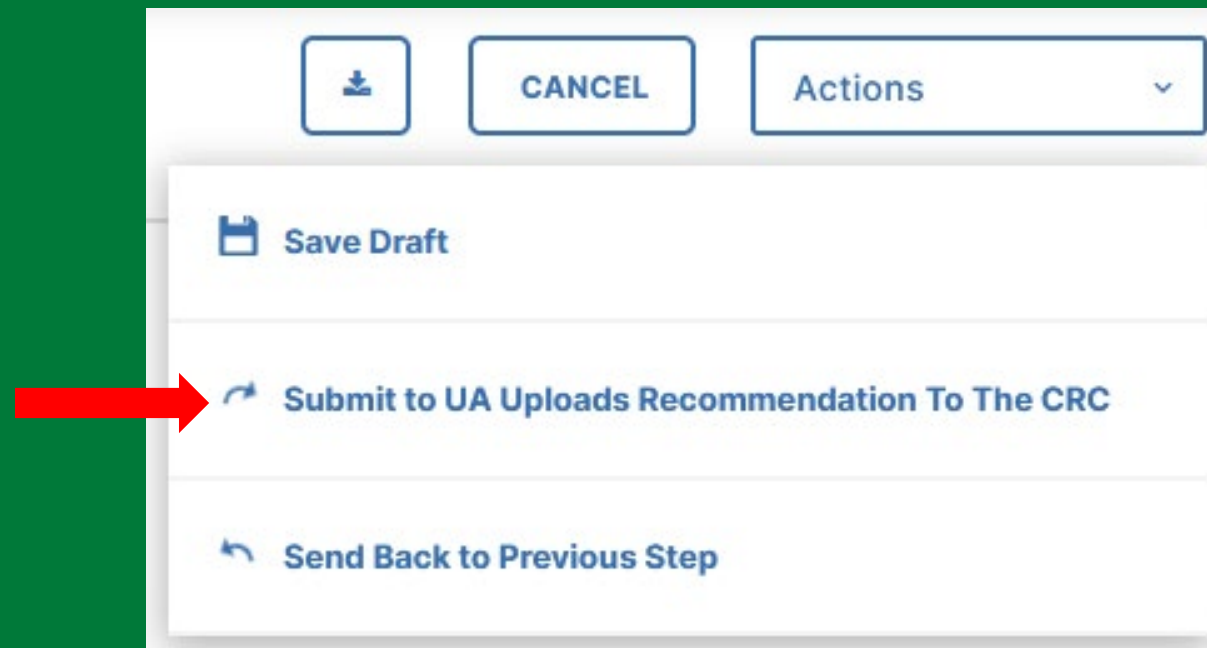 CANCEL
Actions
Save Draft
Submit to UA Uploads Recommendation To The CRC
Send Back to Previous Step